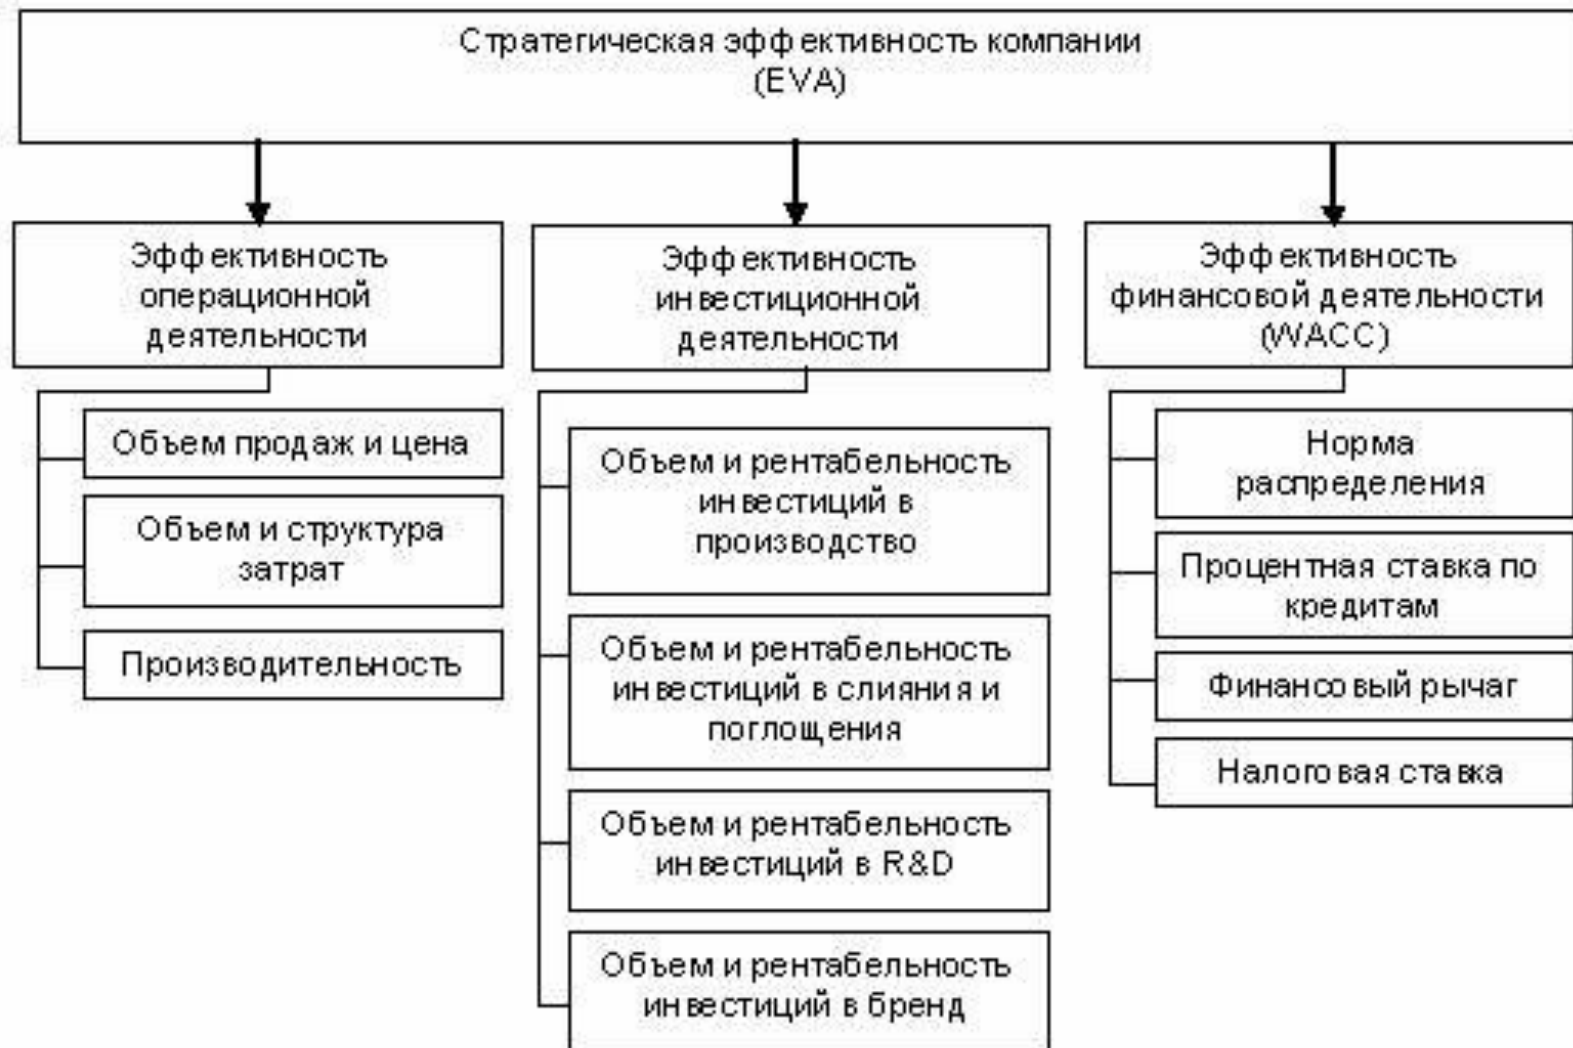 Стратегическая эффективность компании
(EVA)
Эффективность
операционной
деятельности
Объем продаж и цена
Объем и структура
затрат
Производительность
Эффективность
инвестиционной
деятельности
Объем и рентабельность
инвестиций в
производство
Объем и рентабельность
инвестиций в слияния и
поглощения
Объем и рентабельность
инвестиций в R&D
Объем и рентабельность
инвестиций в бренд
Эффективность
финансовой деятельности
(WACC)
Норма
распределения
Процентная ставка по
кредитам
Финансовый рычаг
Налоговая ставка